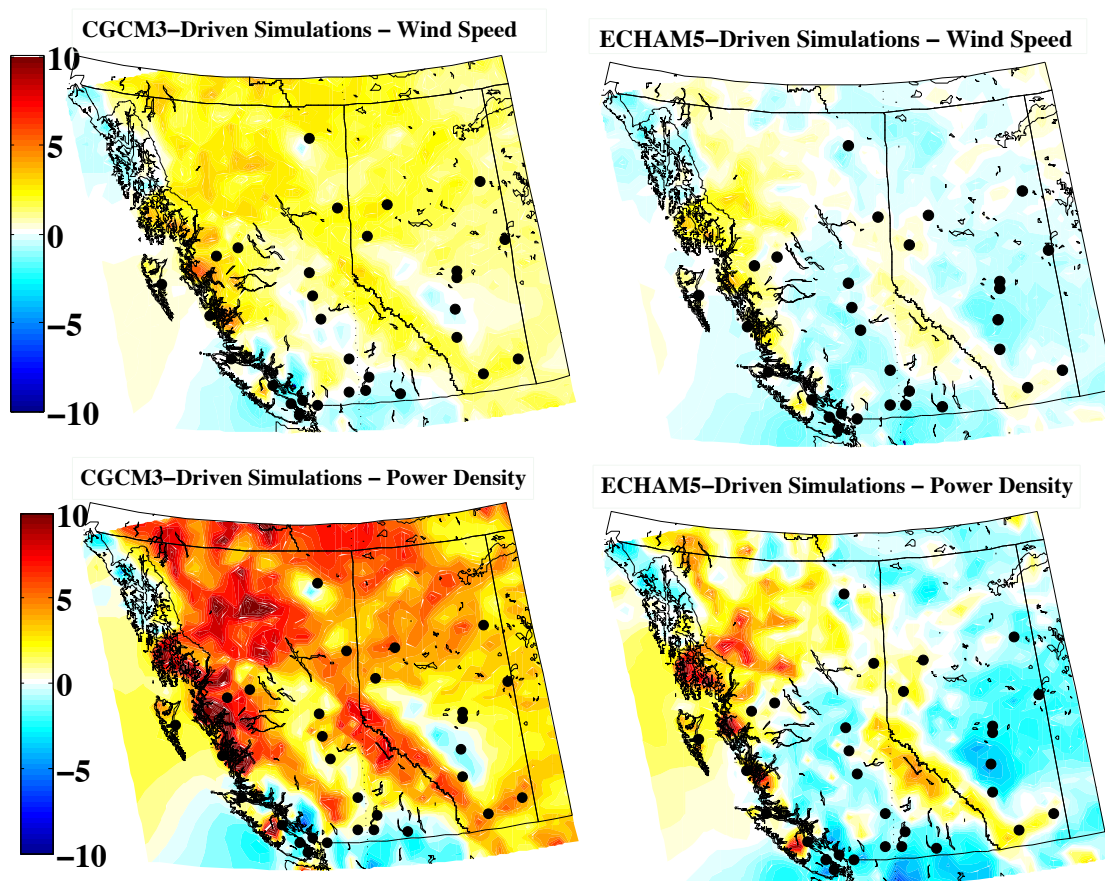 CGCM3−Driven Simulations − Wind Speed
ECHAM5−Driven Simulations − Wind Speed
10
5
0
−5
−10
CGCM3−Driven Simulations − Power Density
ECHAM5−Driven Simulations − Power Density
10
5
0
−5
−10